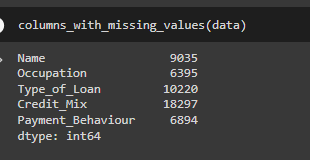 columns_with_missing_values(data)
Name 9035
Occupation 6395
Type_of_Loan 10220
Credit_Mix 18297
Payment_Behaviour 6894
dtype: int64